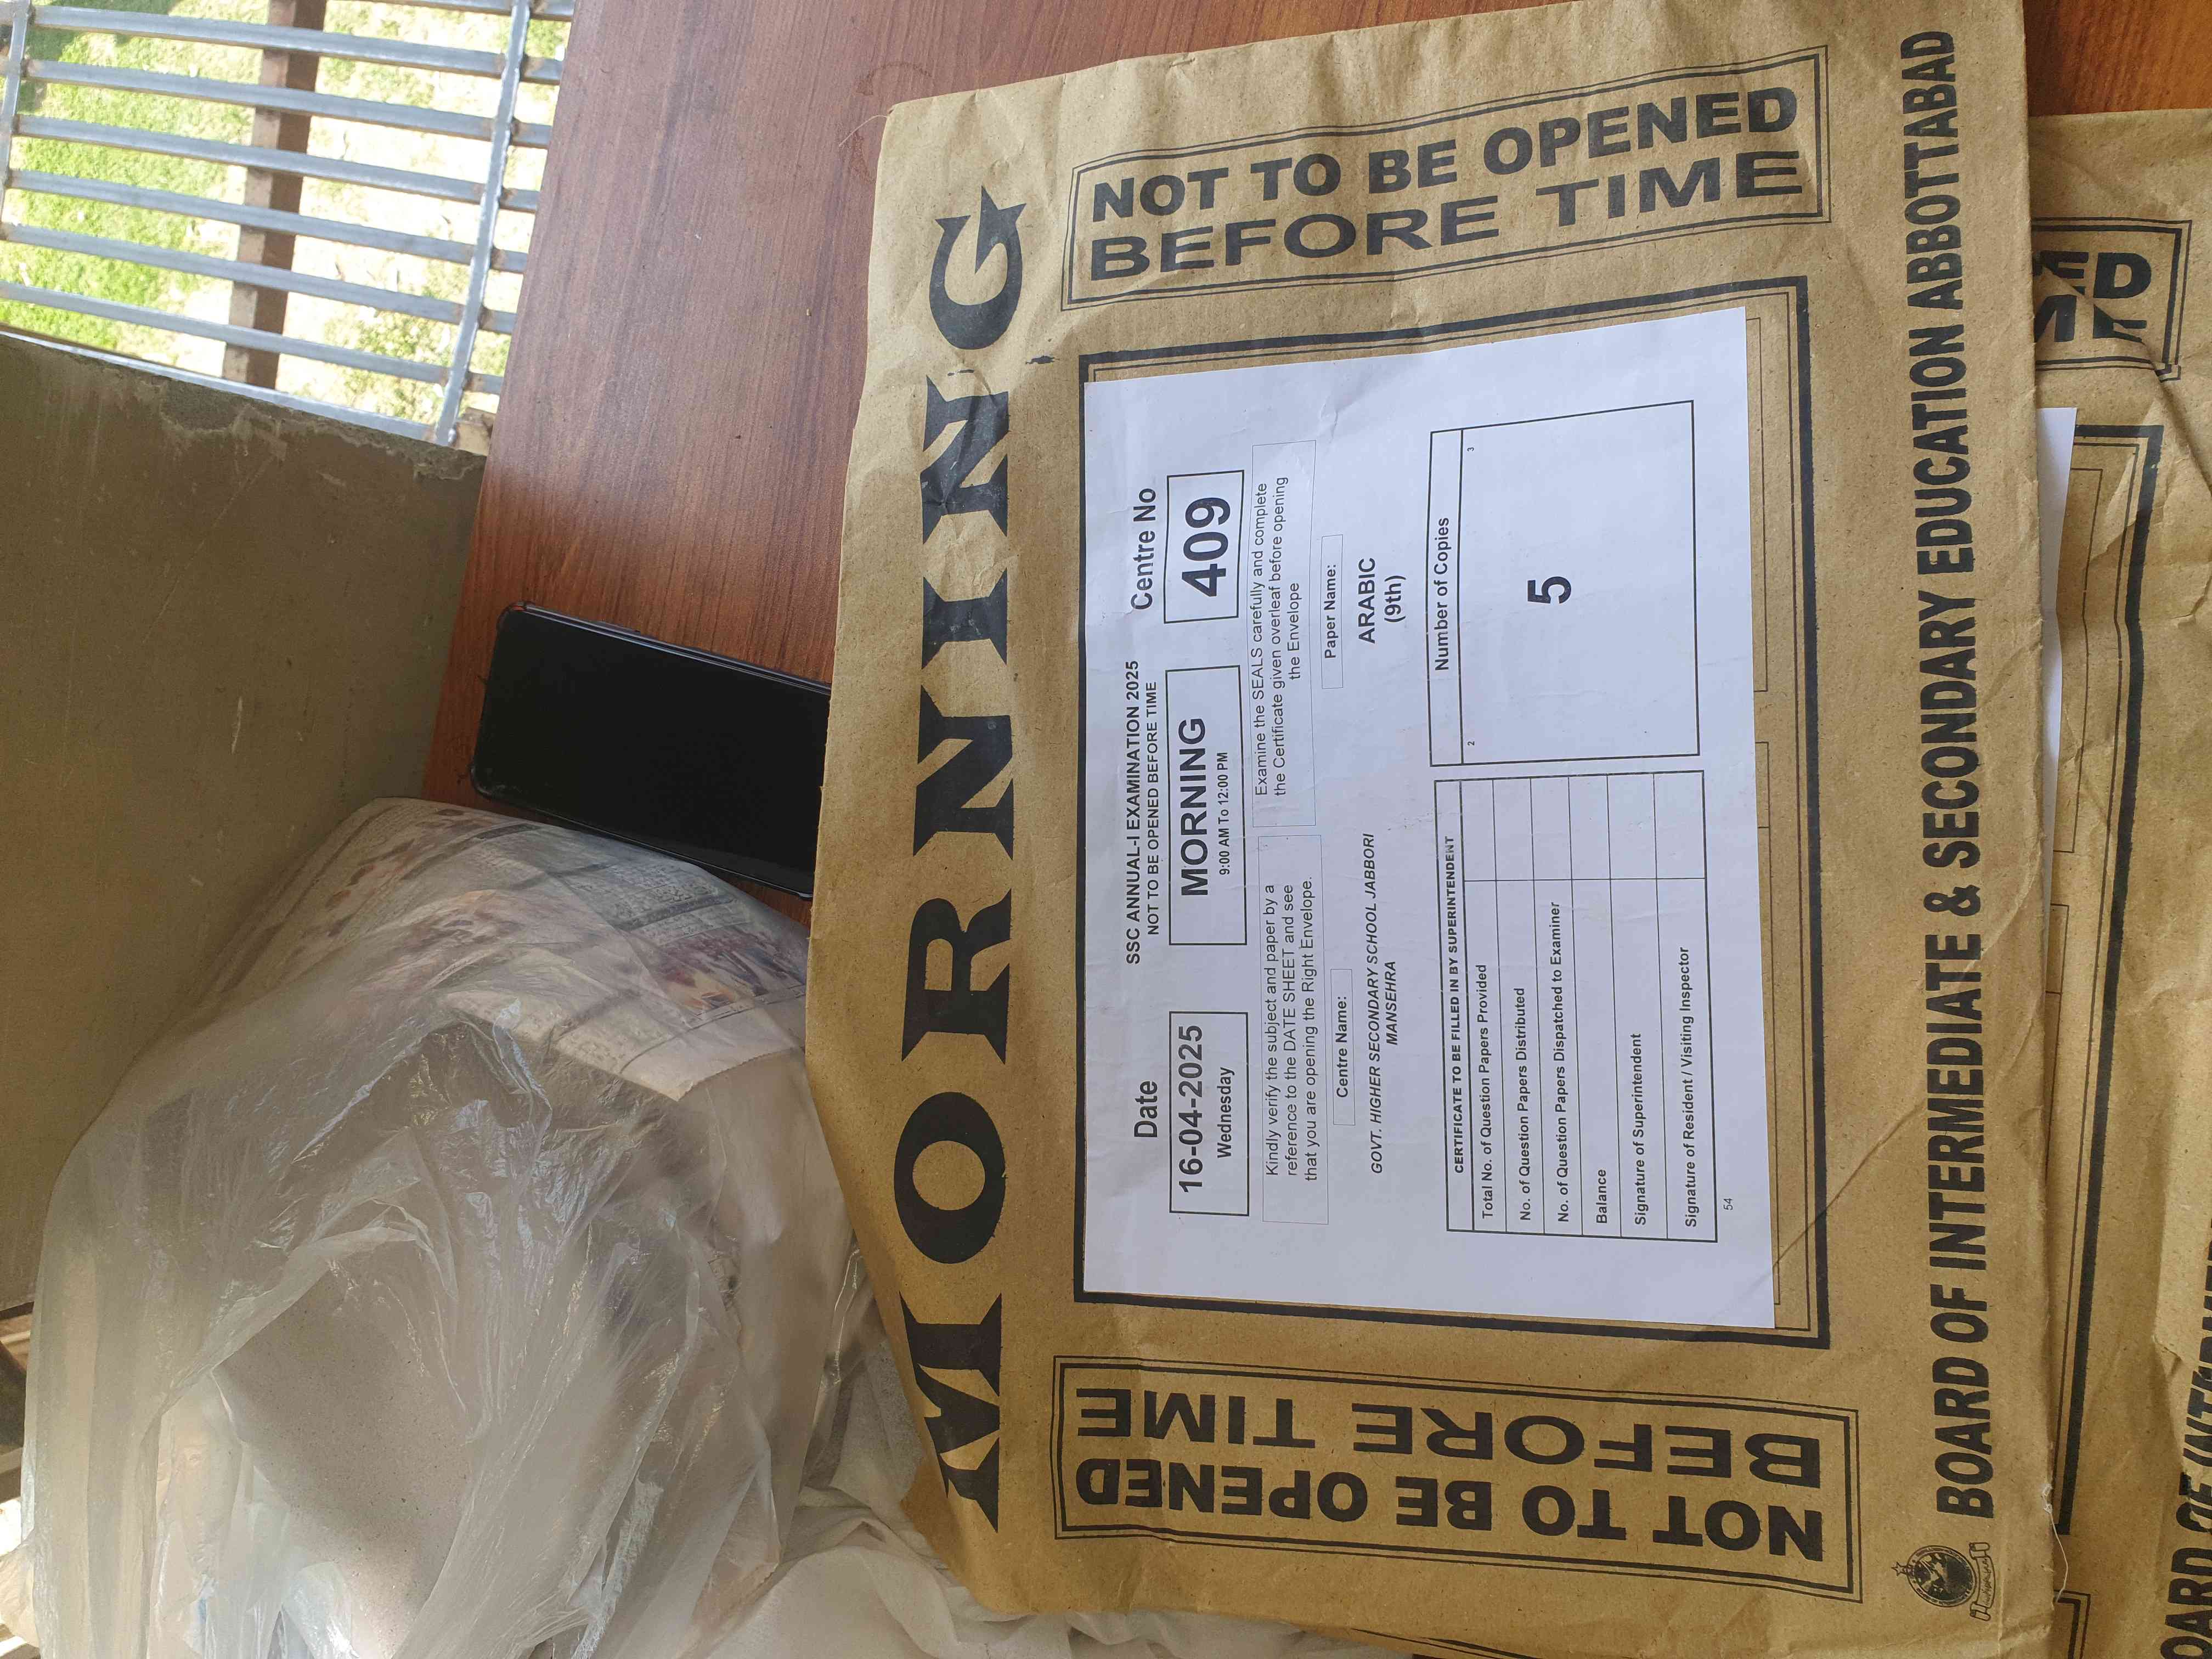 MORNING
NOT TO BE OPENED
BEFORE TIME
NOT TO BE OPENED
BEFORE TIME
SSC ANNUAL-I EXAMINATION 2025
NOT TO BE OPENED BEFORE TIME
Date
16-04-2025
Wednesday
MORNING
9:00 AM To 12:00 PM
Centre No
409
Kindly verify the subject and paper by a
reference to the DATE SHEET and see
that you are opening the Right Envelope.
Examine the SEALS carefully and complete
the Certificate given overleaf before opening
the Envelope
Centre Name:
GOVT. HIGHER SECONDARY SCHOOL JABBORI
MANSEHRA
Paper Name:
ARABIC
(9th)
CERTIFICATE TO BE FILLED IN BY SUPERINTENDENT
Total No. of Question Papers Provided
No. of Question Papers Distributed
No. of Question Papers Dispatched to Examiner
Balance
Signature of Superintendent
Signature of Resident / Visiting Inspector
Number of Copies
2
3
5
54
BOARD OF INTERMEDIATE & SECONDARY EDUCATION ABBOTTABAD